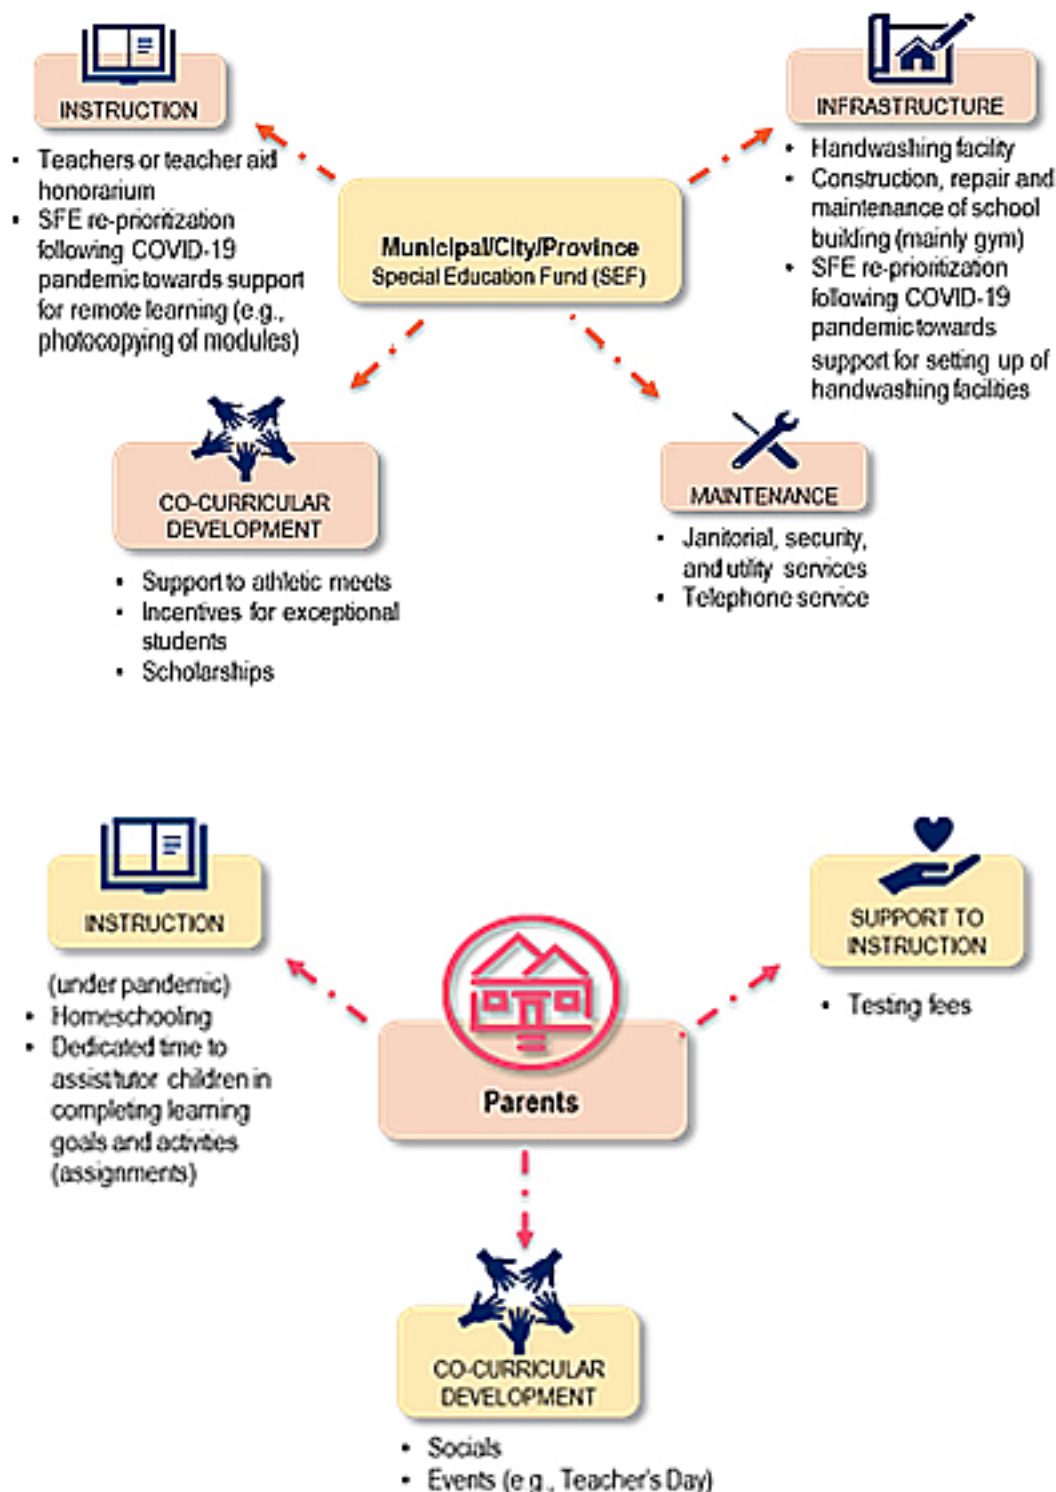 INSTRUCTION
• Teachers or teacher aid
honorarium
• SFE re-prioritization
following COVID-19
pandemic towards support
for remote learning (e.g.,
photocopying of modules)
INFRASTRUCTURE
• Handwashing facility
• Construction, repair and
maintenance of school
building (mainly gym)
• SFE re-prioritization
following COVID-19
pandemic towards
support for setting up of
handwashing facilities
Municipal/City/Province
Special Education Fund (SEF)
CO-CURRICULAR
DEVELOPMENT
• Support to athletic meets
• Incentives for exceptional
students
• Scholarships
MAINTENANCE
• Janitorial, security,
and utility services
• Telephone service
INSTRUCTION
(under pandemic)
• Homeschooling
• Dedicated time to
assist/tutor children in
completing learning
goals and activities
(assignments)
SUPPORT TO
INSTRUCTION
• Testing fees
Parents
CO-CURRICULAR
DEVELOPMENT
• Socials
• Events (e.g., Teacher's Day)